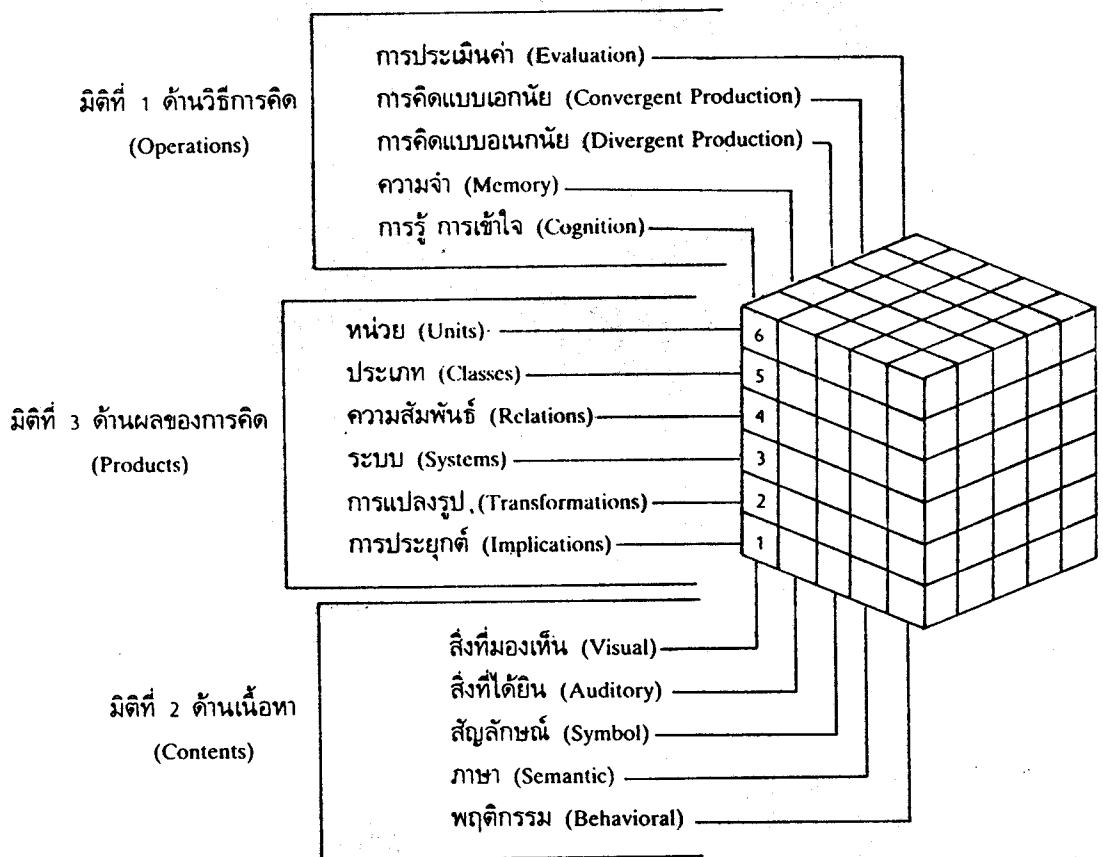 การประเมินค่า (Evaluation)
มิติที่ 1 ด้านวิธีการคิด
(Operations)
การคิดแบบเอกนัย (Convergent Production)
การคิดแบบอเนกนัย (Divergent Production)
ความจำ (Memory)
การรู้ การเข้าใจ (Cognition)
หน่วย (Units)
6
ประเภท (Classes)
5
มิติที่ 3 ด้านผลของการคิด
(Products)
ความสัมพันธ์ (Relations)
4
ระบบ (Systems)
3
การแปลงรูป (Transformations)
2
การประยุกต์ (Implications)
1
สิ่งที่มองเห็น (Visual)
มิติที่ 2 ด้านเนื้อหา
(Contents)
สิ่งที่ได้ยิน (Auditory)
สัญลักษณ์ (Symbol)
ภาษา (Semantic)
พฤติกรรม (Behavioral)